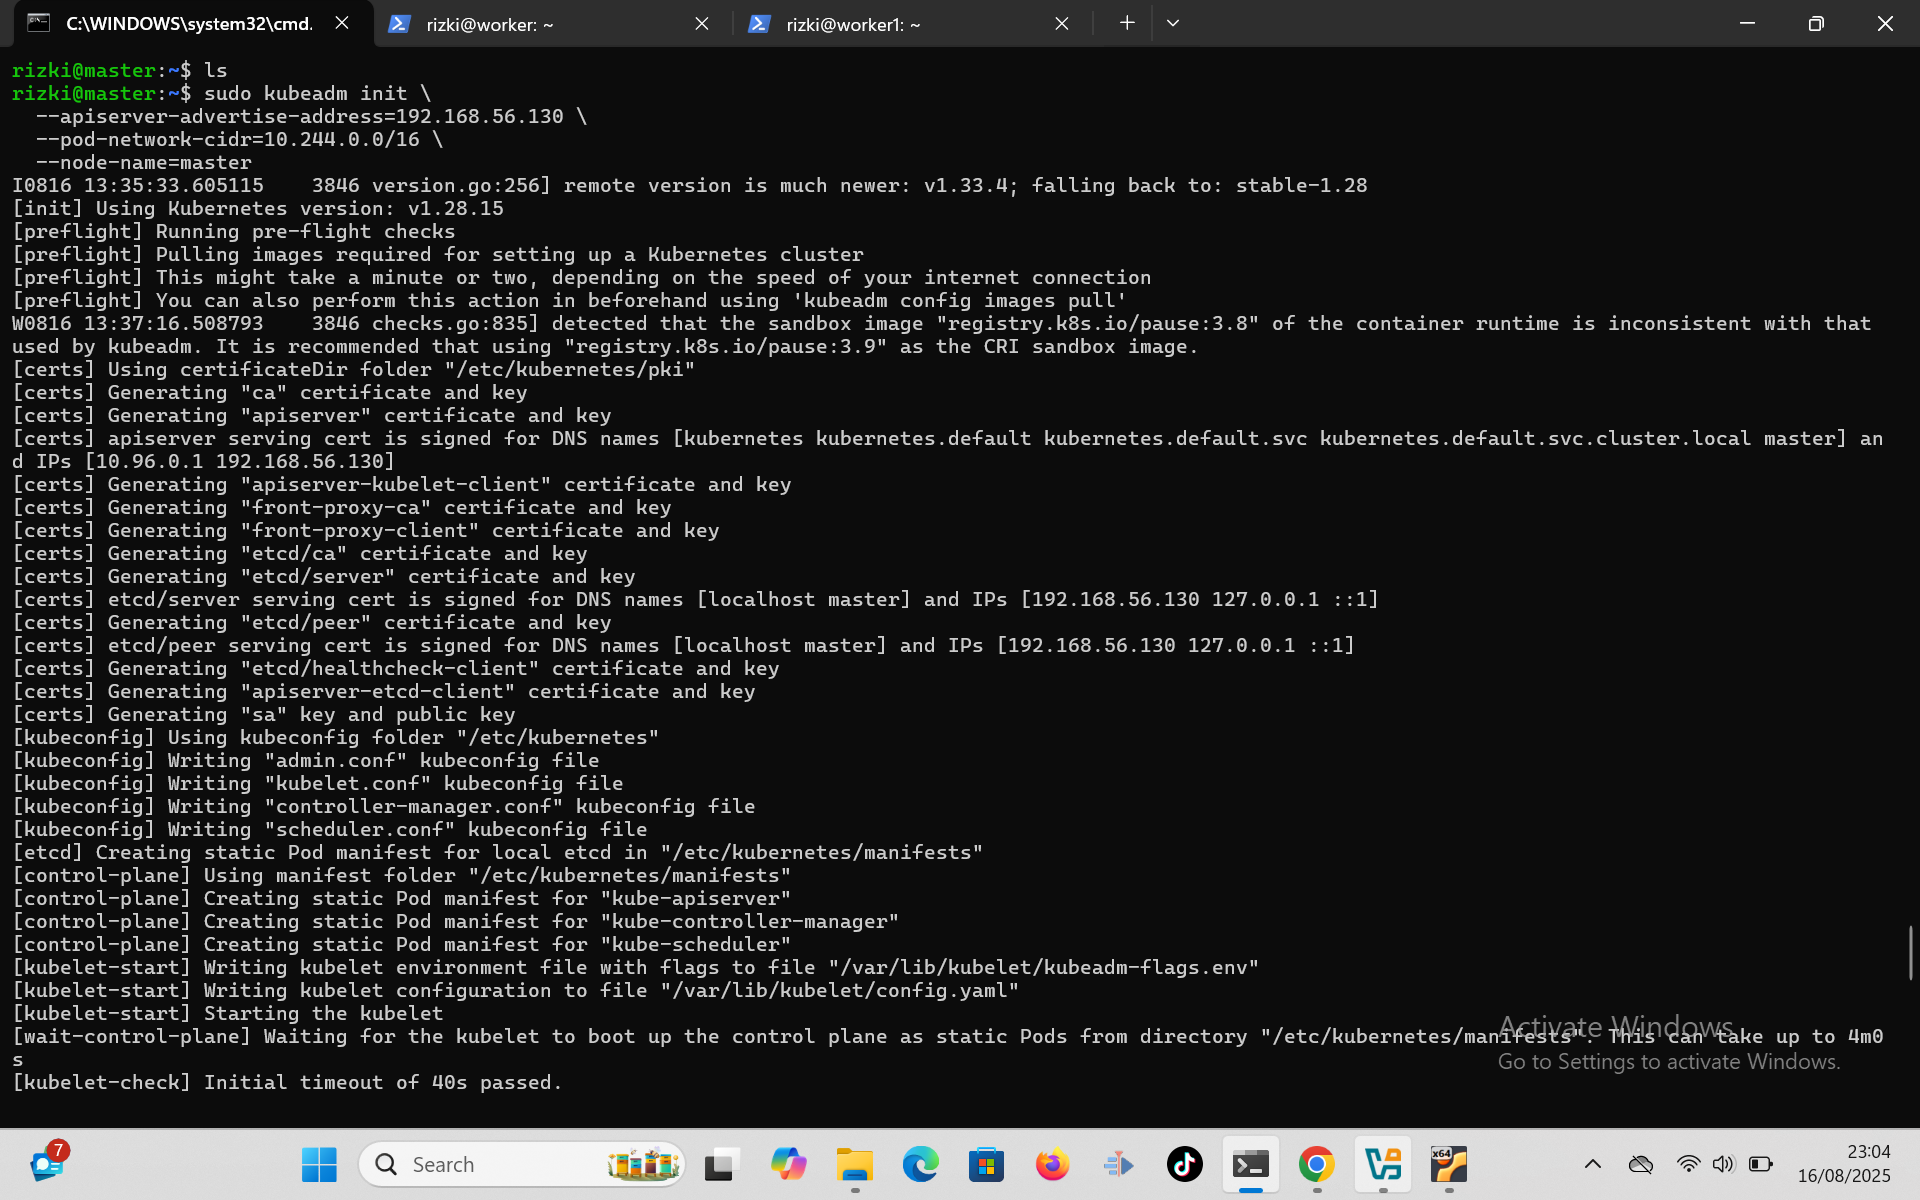 C:\WINDOWS\system32\cmd.
rizki@worker: ~
rizki@worker1: ~
rizki@master:~$ ls
rizki@master:~$ sudo kubeadm init \
  --apiserver-advertise-address=192.168.56.130 \
  --pod-network-cidr=10.244.0.0/16 \
  --node-name=master
I0816 13:35:33.605115    3846 version.go:256] remote version is much newer: v1.33.4; falling back to: stable-1.28
[init] Using Kubernetes version: v1.28.15
[preflight] Running pre-flight checks
[preflight] Pulling images required for setting up a Kubernetes cluster
[preflight] This might take a minute or two, depending on the speed of your internet connection
[preflight] You can also perform this action in beforehand using 'kubeadm config images pull'
W0816 13:37:16.508793    3846 checks.go:835] detected that the sandbox image "registry.k8s.io/pause:3.8" of the container runtime is inconsistent with that
used by kubeadm. It is recommended that using "registry.k8s.io/pause:3.9" as the CRI sandbox image.
[certs] Using certificateDir folder "/etc/kubernetes/pki"
[certs] Generating "ca" certificate and key
[certs] Generating "apiserver" certificate and key
[certs] apiserver serving cert is signed for DNS names [kubernetes kubernetes.default kubernetes.default.svc kubernetes.default.svc.cluster.local master] an
d IPs [10.96.0.1 192.168.56.130]
[certs] Generating "apiserver-kubelet-client" certificate and key
[certs] Generating "front-proxy-ca" certificate and key
[certs] Generating "front-proxy-client" certificate and key
[certs] Generating "etcd/ca" certificate and key
[certs] Generating "etcd/server" certificate and key
[certs] etcd/server serving cert is signed for DNS names [localhost master] and IPs [192.168.56.130 127.0.0.1 ::1]
[certs] Generating "etcd/peer" certificate and key
[certs] etcd/peer serving cert is signed for DNS names [localhost master] and IPs [192.168.56.130 127.0.0.1 ::1]
[certs] Generating "etcd/healthcheck-client" certificate and key
[certs] Generating "apiserver-etcd-client" certificate and key
[certs] Generating "sa" key and public key
[kubeconfig] Using kubeconfig folder "/etc/kubernetes"
[kubeconfig] Writing "admin.conf" kubeconfig file
[kubeconfig] Writing "kubelet.conf" kubeconfig file
[kubeconfig] Writing "controller-manager.conf" kubeconfig file
[kubeconfig] Writing "scheduler.conf" kubeconfig file
[etcd] Creating static Pod manifest for local etcd in "/etc/kubernetes/manifests"
[control-plane] Using manifest folder "/etc/kubernetes/manifests"
[control-plane] Creating static Pod manifest for "kube-apiserver"
[control-plane] Creating static Pod manifest for "kube-controller-manager"
[control-plane] Creating static Pod manifest for "kube-scheduler"
[kubelet-start] Writing kubelet environment file with flags to file "/var/lib/kubelet/kubeadm-flags.env"
[kubelet-start] Writing kubelet configuration to file "/var/lib/kubelet/config.yaml"
[kubelet-start] Starting the kubelet
[wait-control-plane] Waiting for the kubelet to boot up the control plane as static Pods from directory "/etc/kubernetes/manifests". This can take up to 4m0
s
[kubelet-check] Initial timeout of 40s passed.
Activate Windows
Go to Settings to activate Windows.
7
Search
x64
23:04
16/08/2025